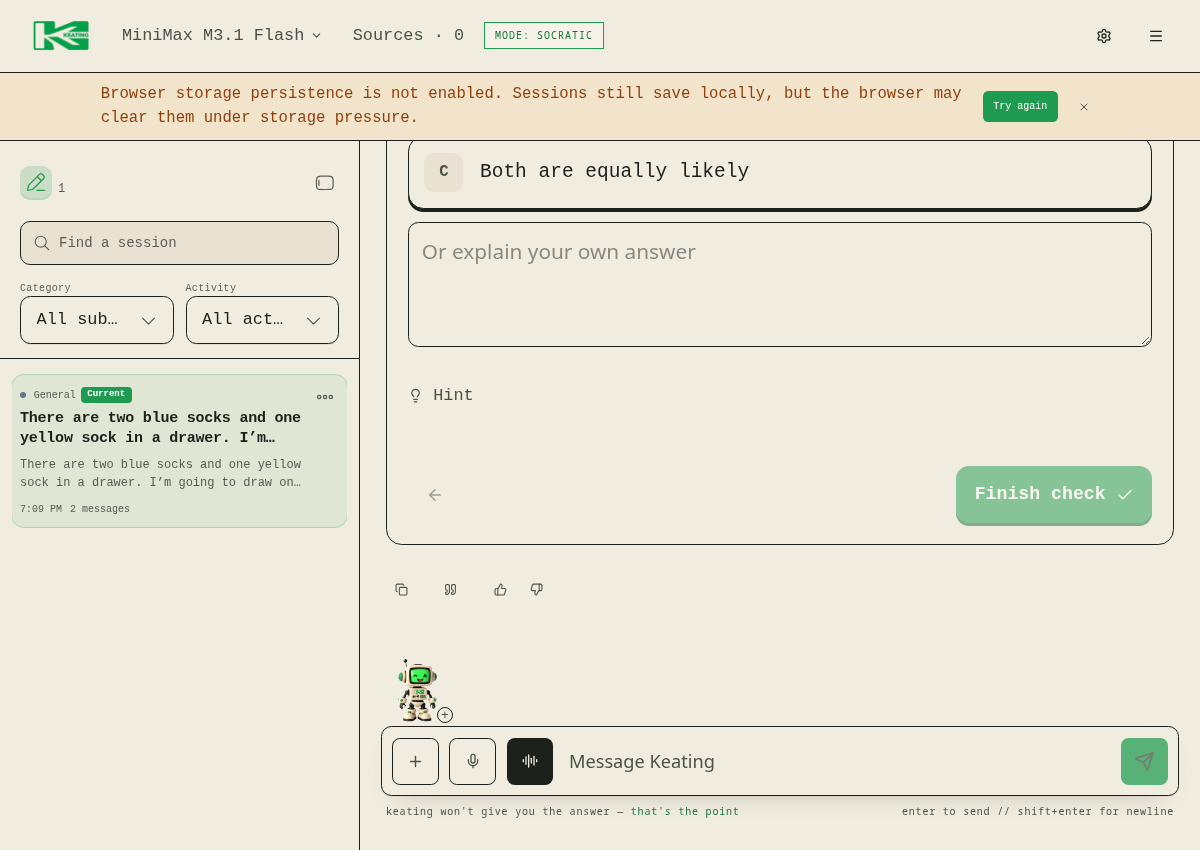 KEATING
MiniMax M3.1 Flash
Sources · 0
MODE: SOCRATIC
Browser storage persistence is not enabled. Sessions still save locally, but the browser may
clear them under storage pressure.
Try again
1
Find a session
Category
Activity
All sub…
All act…
General
Current
There are two blue socks and one
yellow sock in a drawer. I’m…
There are two blue socks and one yellow
sock in a drawer. I’m going to draw on…
7:09 PM 2 messages
C
Both are equally likely
Or explain your own answer
Hint
Finish check
Message Keating
keating won't give you the answer — that's the point
enter to send // shift+enter for newline